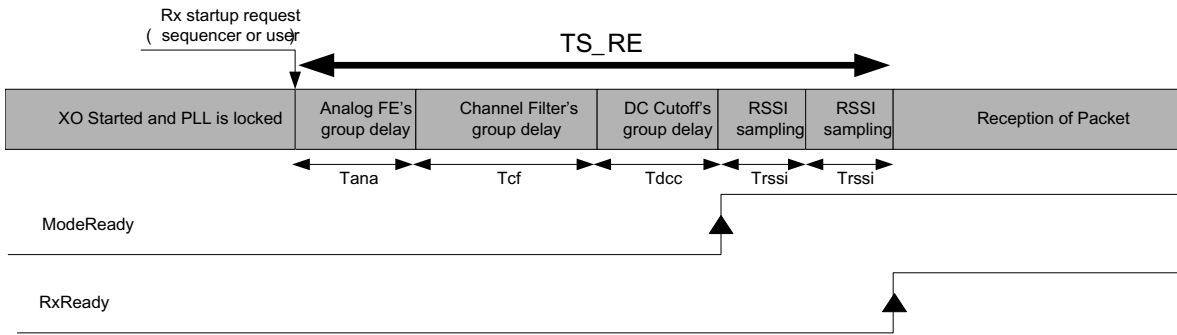 Rx startup request
( sequencer or user)
TS_RE
XO Started and PLL is locked
Analog FE's
group delay
Channel Filter's
group delay
DC Cutoff's
group delay
RSSI
sampling
RSSI
sampling
Reception of Packet
Tana
Tcf
Tdcc
Trssi
Trssi
ModeReady
RxReady